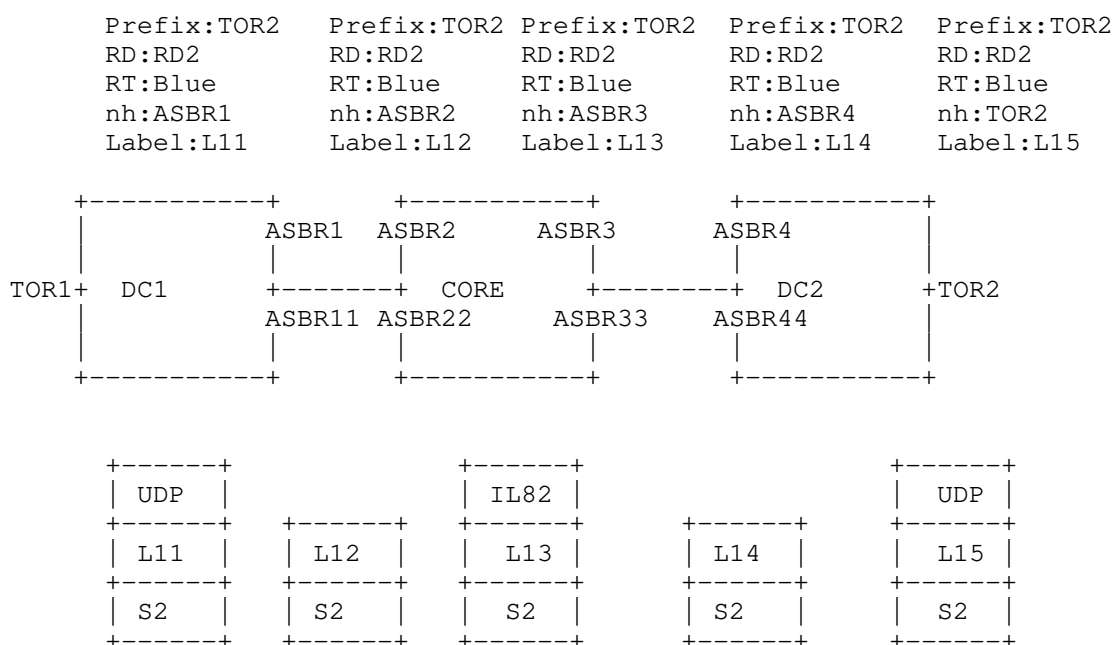 Prefix:TOR2 Prefix:TOR2 Prefix:TOR2 Prefix:TOR2 Prefix:TOR2
RD:RD2 RD:RD2 RD:RD2 RD:RD2 RD:RD2
RT:Blue RT:Blue RT:Blue RT:Blue RT:Blue
nh:ASBR1 nh:ASBR2 nh:ASBR3 nh:ASBR4 nh:TOR2
Label:L11 Label:L12 Label:L13 Label:L14 Label:L15
ASBR1 ASBR2 ASBR3 ASBR4
TOR1 DC1 CORE DC2 TOR2
ASBR11 ASBR22 ASBR33 ASBR44
UDP IL82 UDP
L11 L12 L13 L14 L15
S2 S2 S2 S2 S2